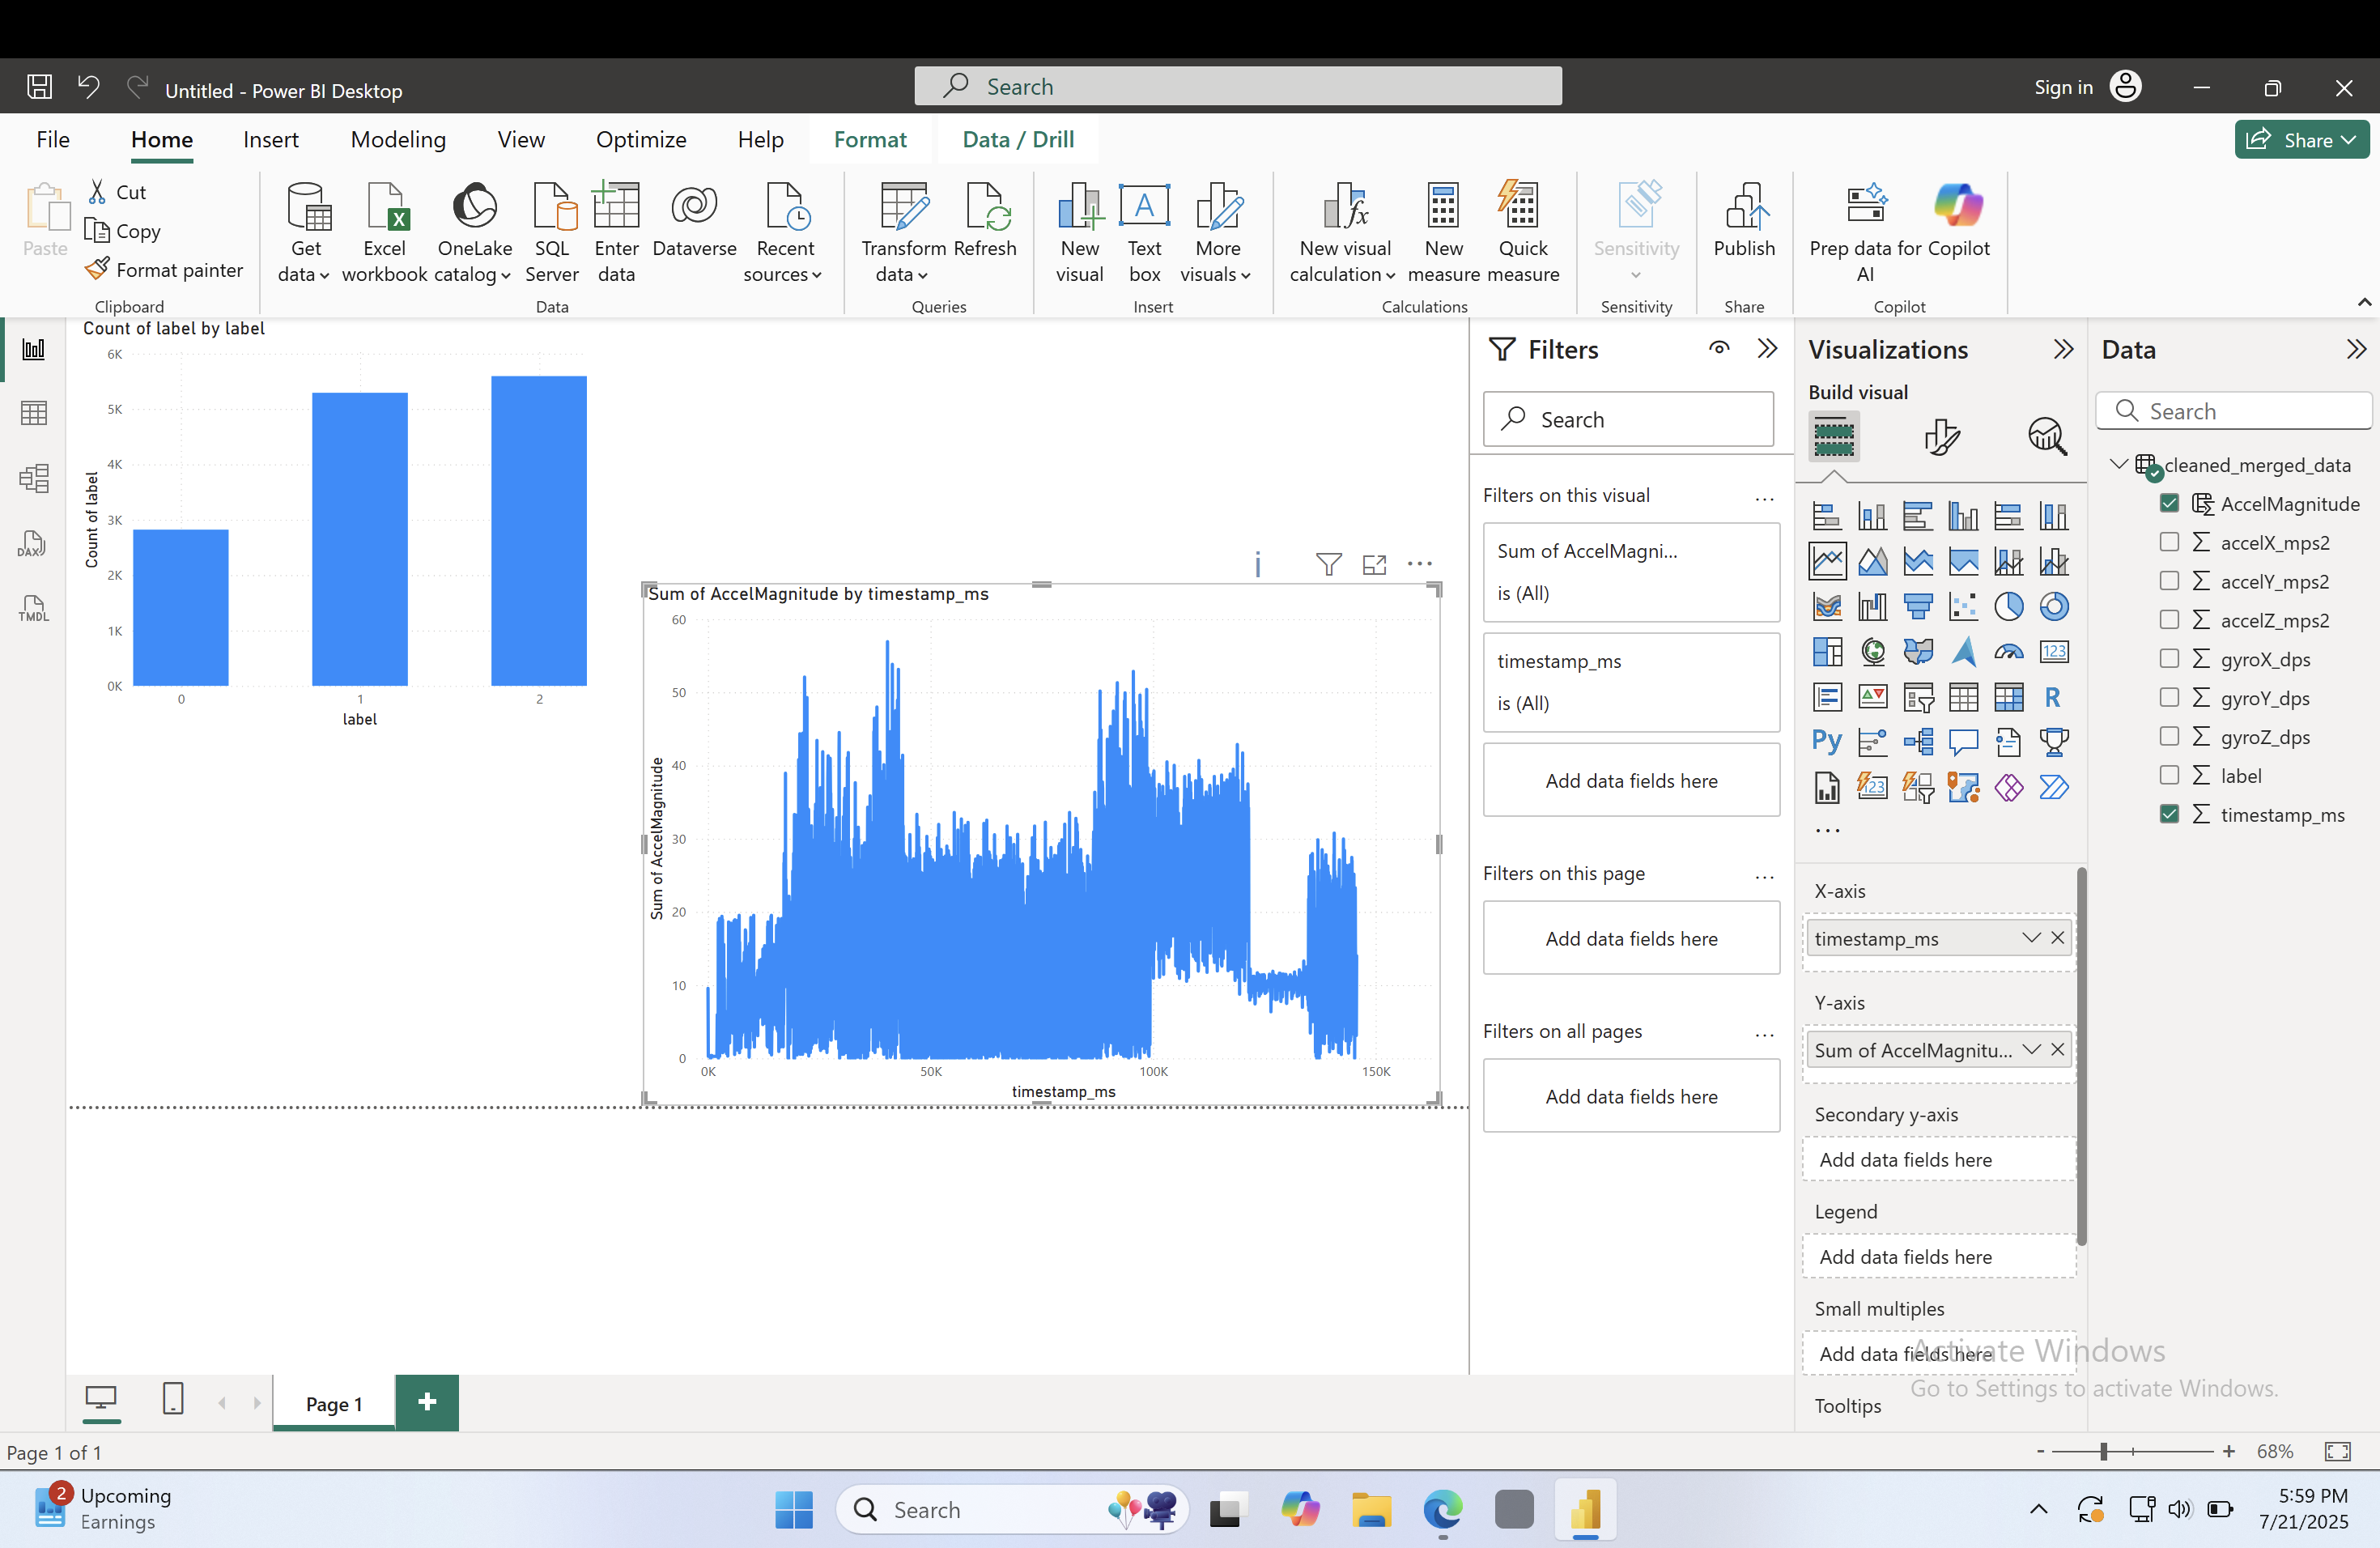 Untitled - Power BI Desktop
Search
Sign in
File
Home
Insert
Modeling
View
Optimize
Help
Format
Data / Drill
Share
Paste
Cut
Copy
Format painter
Clipboard
Get data
Excel workbook
OneLake catalog
SQL Server
Enter data
Dataverse
Recent sources
Data
Transform data
Refresh
Queries
New visual
Text box
More visuals
Insert
New visual calculation
New measure
Quick measure
Calculations
Sensitivity
Sensitivity
Publish
Share
Prep data for AI
Copilot
Copilot
DAX
TMDL
Count of label by label
6K
5K
4K
3K
2K
1K
0K
Count of label
0
1
2
label
Sum of AccelMagnitude by timestamp_ms
60
50
40
30
20
10
0
Sum of AccelMagnitude
0K
50K
100K
150K
timestamp_ms
Filters
Search
Filters on this visual
...
Sum of AccelMagni...
is (All)
timestamp_ms
is (All)
Add data fields here
Filters on this page
...
Add data fields here
Filters on all pages
...
Add data fields here
Visualizations
Build visual
123
R
Py
123
...
X-axis
timestamp_ms
Y-axis
Sum of AccelMagnitu...
Secondary y-axis
Add data fields here
Legend
Add data fields here
Small multiples
Add data fields here
Tooltips
Data
Search
cleaned_merged_data
AccelMagnitude
accelX_mps2
accelY_mps2
accelZ_mps2
gyroX_dps
gyroY_dps
gyroZ_dps
label
timestamp_ms
Activate Windows
Go to Settings to activate Windows.
Page 1
Page 1 of 1
- + 68%
2
Upcoming
Earnings
Search
5:59 PM
7/21/2025